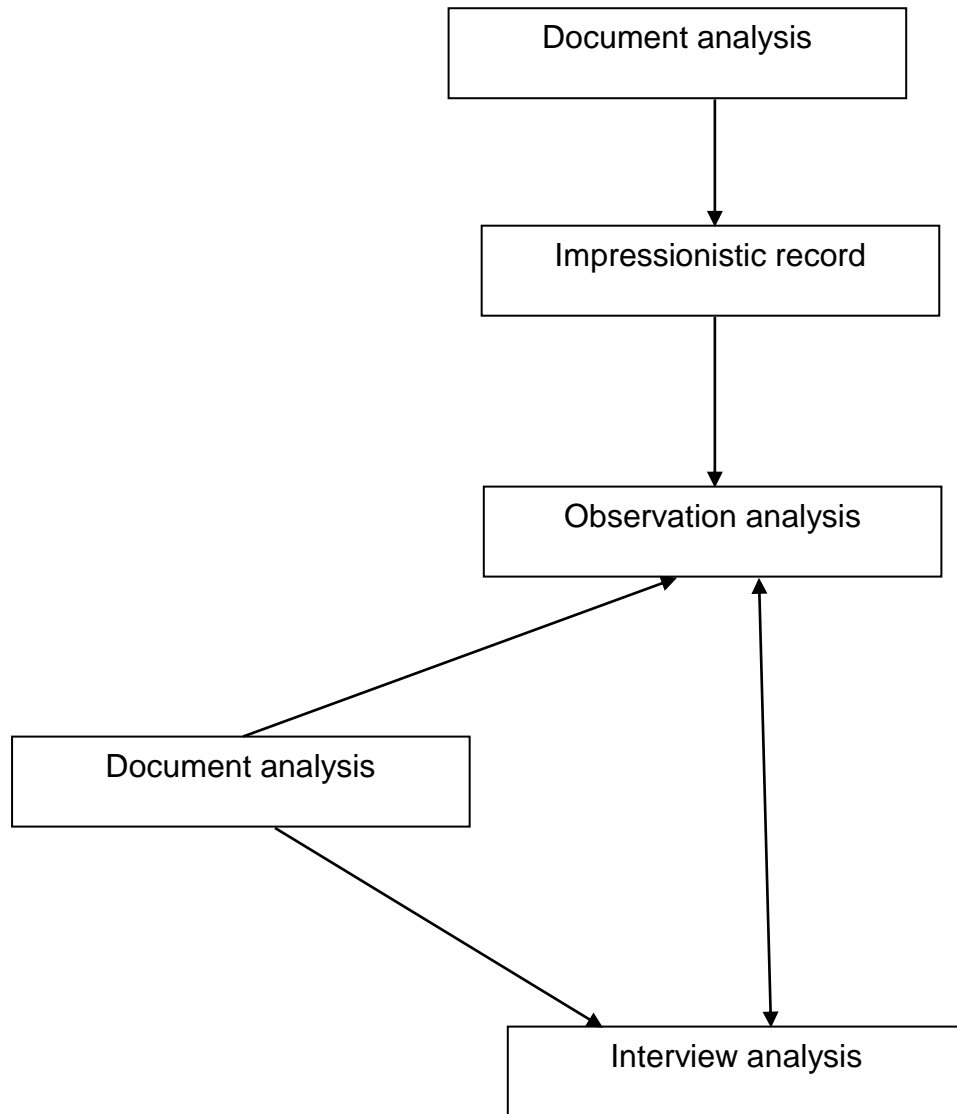 Document analysis
Impressionistic record
Observation analysis
Document analysis
Interview analysis